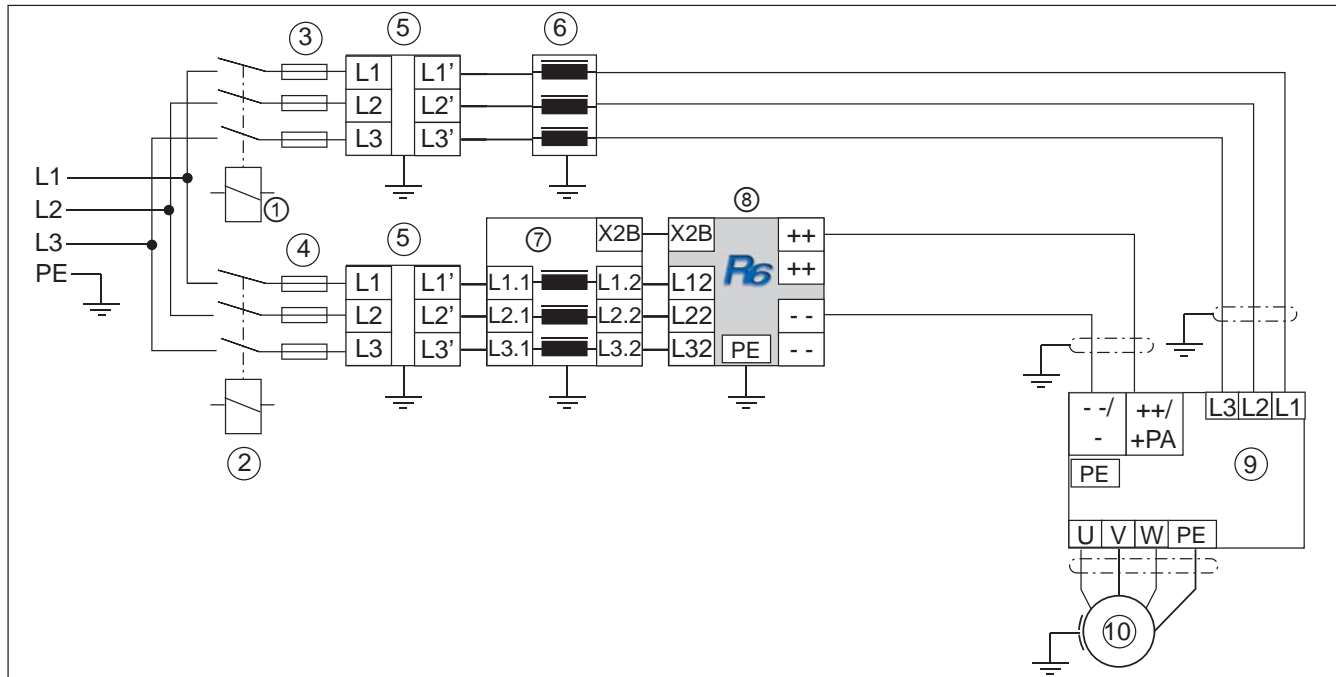 ③ ⑤ ⑥
L1 L1’
L2 L2’
L3 L3’
L1
L2
L3
PE
①
④ ⑤ ⑦ X2B X2B ⑧ ++
R6 ++
L1 L1’ L1.1 L1.2 L12
L2 L2’ L2.1 L2.2 L22 - -
L3 L3’ L3.1 L3.2 L32 PE - -
②
- -/ - ++/ +PA L3 L2 L1
PE ⑨
U V W PE
⑩